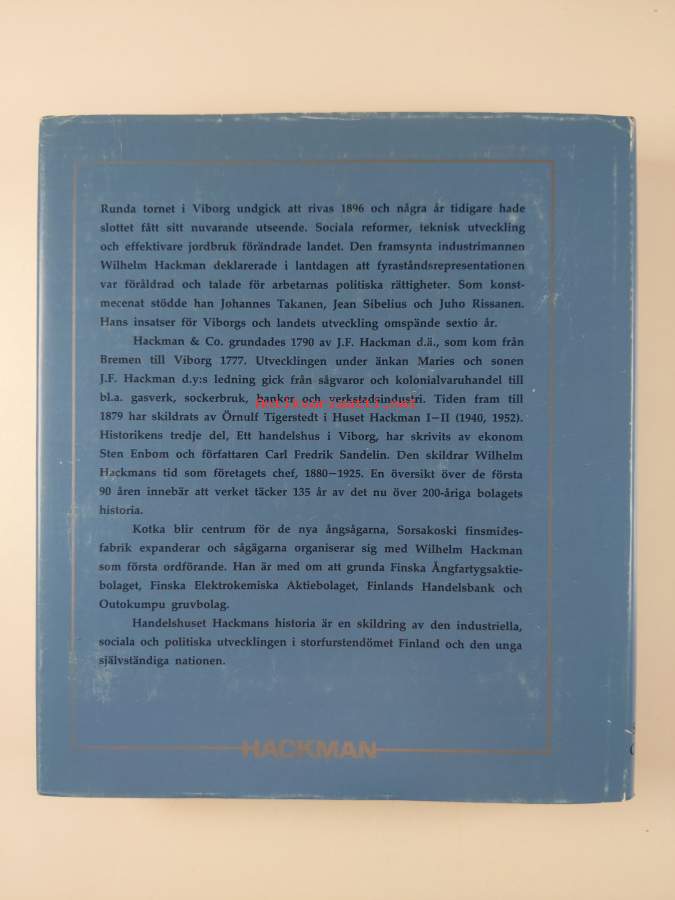 Runda tornet i Viborg undgick att rivas 1896 och några år tidigare hade
slottet fått sitt nuvarande utseende. Sociala reformer, teknisk utveckling
och effektivare jordbruk förändrade landet. Den framsynta industrimannen
Wilhelm Hackman deklarerade i lantdagen att fyraståndsrepresentationen
var föråldrad och talade för arbetarnas politiska rättigheter. Som konst-
mecenat stödde han Johannes Takanen, Jean Sibelius och Juho Rissanen.
Hans insatser för Viborgs och landets utveckling omspände sextio år.
Hackman & Co. grundades 1790 av J.F. Hackman d.ä., som kom från
Bremen till Viborg 1777. Utvecklingen under änkan Maries och sonen
J.F. Hackman d.y:s ledning gick från sågvaror och kolonialvaruhandel till
bl.a. gasverk, sockerbruk, banker och verkstadsindustri. Tiden fram till
1879 har skildrats av Örnulf Tigerstedt i Huset Hackman I—II (1940, 1952).
Historikens tredje del, Ett handelshus i Viborg, har skrivits av ekonom
Sten Enbom och författaren Carl Fredrik Sandelin. Den skildrar Wilhelm
Hackmans tid som företagets chef, 1880—1925. En översikt över de första
90 åren innebär att verket täcker 135 år av det nu över 200-åriga bolagets
historia.
Kotka blir centrum för de nya ångsågarna, Sorsakoski finsmides-
fabrik expanderar och sågägarna organiserar sig med Wilhelm Hackman
som första ordförande. Han är med om att grunda Finska Ångfartygsaktie-
bolaget, Finska Elektrokemiska Aktiebolaget, Finlands Handelsbank och
Outokumpu gruvbolag.
Handelshuset Hackmans historia är en skildring av den industriella,
sociala och politiska utvecklingen i storfurstendömet Finland och den unga
självständiga nationen.
HACKMAN